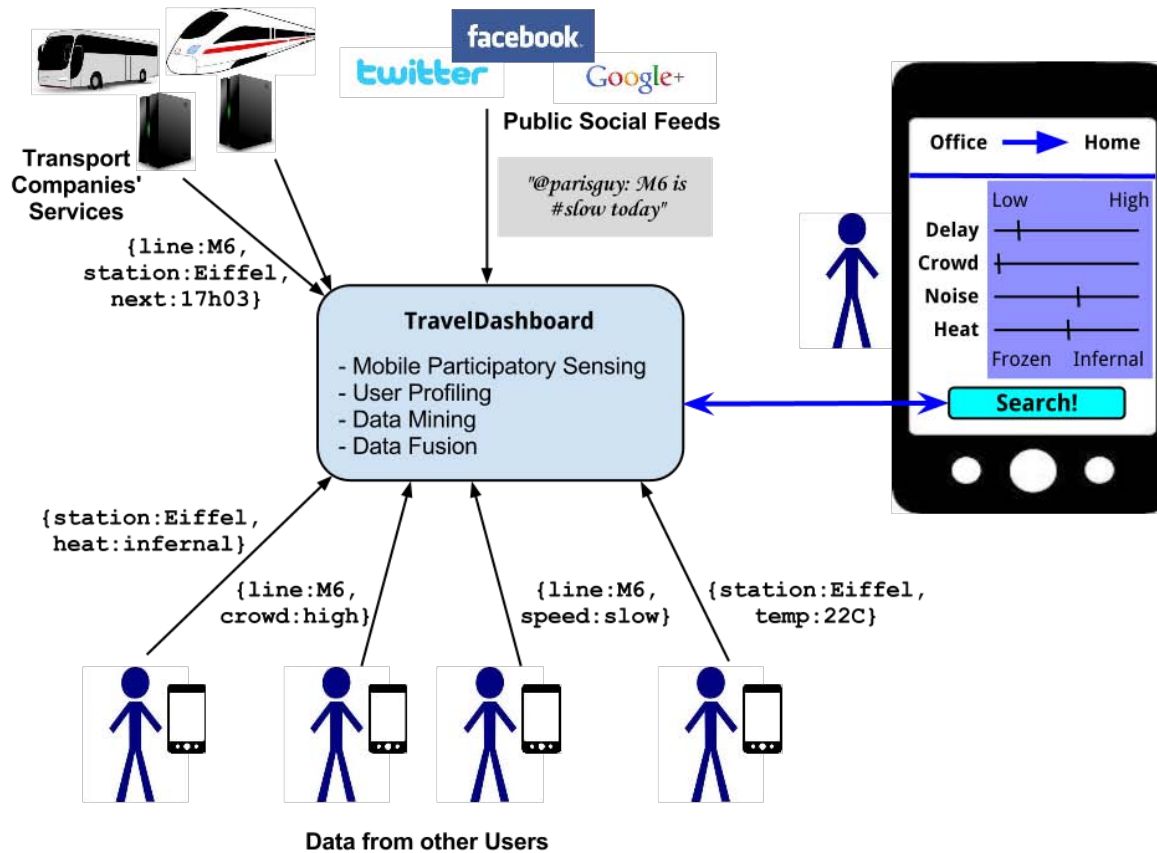 facebook
twitter
Google+
Public Social Feeds
Transport
Companies'
Services
"@parisguy: M6 is
#slow today"
{line:M6,
station:Eiffel,
next:17h03}
TravelDashboard
- Mobile Participatory Sensing
- User Profiling
- Data Mining
- Data Fusion
Office Home
Low High
Delay
Crowd
Noise
Heat
Frozen Infernal
Search!
{station:Eiffel,
heat:infernal}
{line:M6,
crowd:high}
{line:M6,
speed:slow}
{station:Eiffel,
temp:22C}
Data from other Users